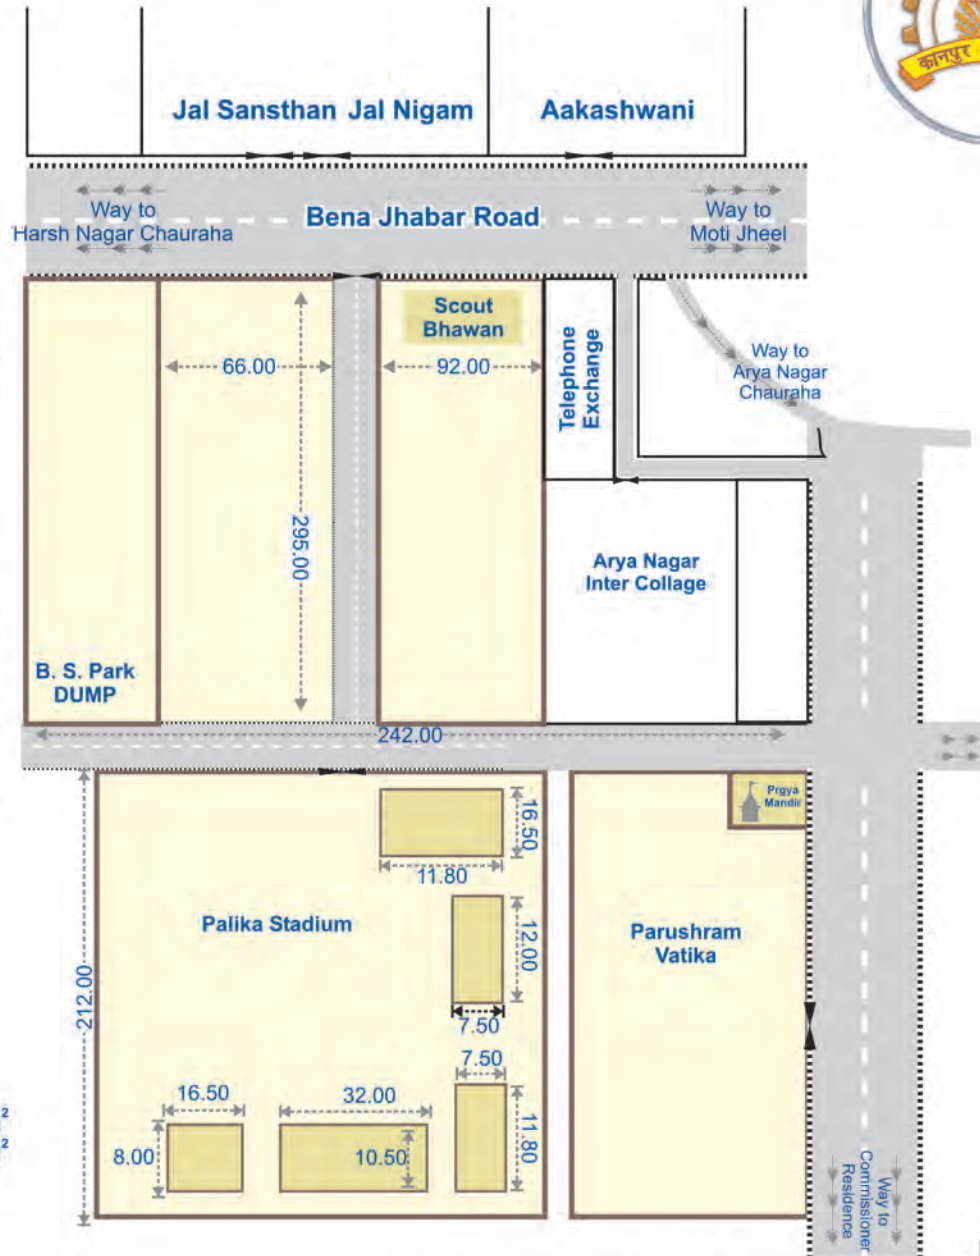 कानपुर
Jal Sansthan Jal Nigam
Aakashwani
Way to
Harsh Nagar Chauraha
Bena Jhabar Road
Way to
Moti Jheel
Scout
Bhawan
66.00
92.00
295.00
Telephone
Exchange
Way to
Arya Nagar
Chauraha
Arya Nagar
Inter Collage
B. S. Park
DUMP
242.00
Prgya
Mandir
16.50
11.80
Palika Stadium
12.00
7.50
Parushram
Vatika
212.00
7.50
11.80
16.50
8.00
32.00
10.50
2
2
Way to
Commissioner
Residence